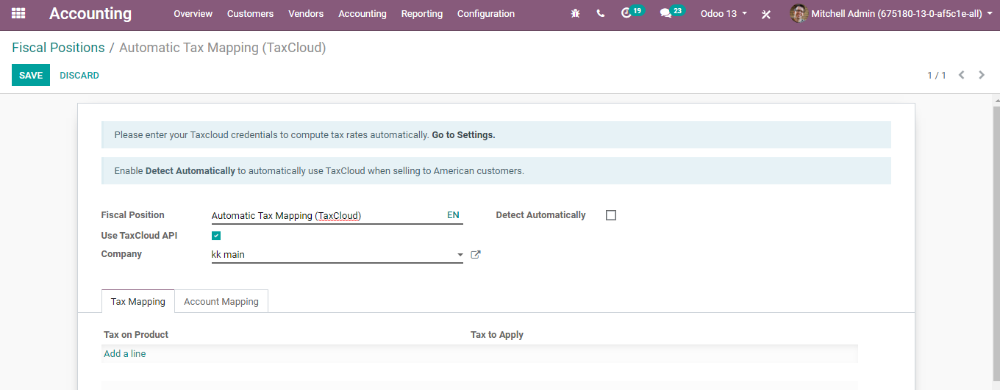 Accounting Overview Customers Vendors Accounting Reporting Configuration 19 23 Odoo 13 Mitchell Admin (675180-13-0-af5c1e-all)
Fiscal Positions / Automatic Tax Mapping (TaxCloud)
SAVE DISCARD 1 / 1
Please enter your Taxcloud credentials to compute tax rates automatically. Go to Settings.
Enable Detect Automatically to automatically use TaxCloud when selling to American customers.
Fiscal Position Automatic Tax Mapping (TaxCloud) EN Detect Automatically
Use TaxCloud API
Company kk main
Tax Mapping Account Mapping
Tax on Product Tax to Apply
Add a line